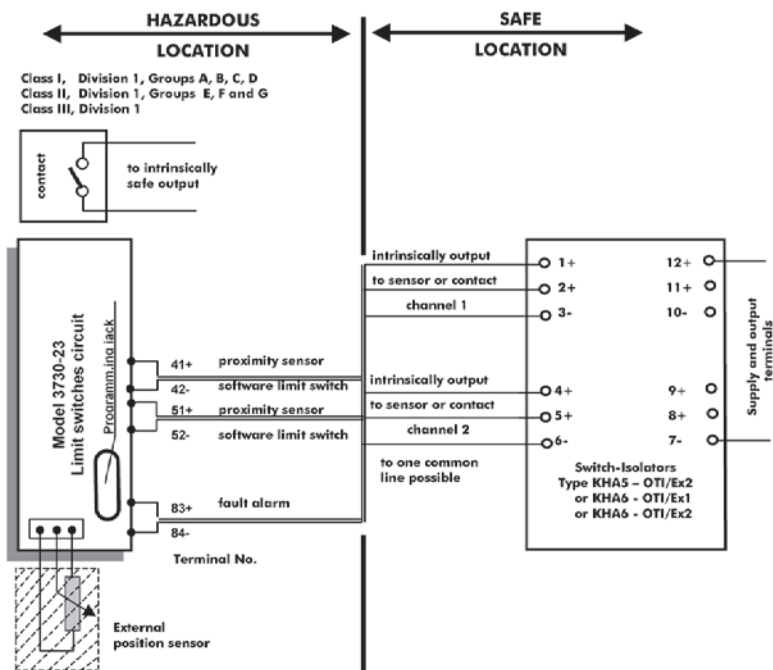 HAZARDOUS
LOCATION
SAFE
LOCATION
Class I, Division 1, Groups A, B, C, D
Class II, Division 1, Groups E, F and G
Class III, Division 1
contact
to intrinsically
safe output
Model 3730-23
Limit switches circuit
Programm.ing jack
41+ proximity sensor
42- software limit switch
51+ proximity sensor
52- software limit switch
83+ fault alarm
84-
Terminal No.
External
position sensor
intrinsically output
to sensor or contact
channel 1
intrinsically output
to sensor or contact
channel 2
to one common
line possible
1+ 12+
2+ 11+
3- 10-
4+ 9+
5+ 8+
6- 7-
Switch-Isolators
Type KHA5 – OTI/Ex2
or KHA6 - OTI/Ex1
or KHA6 - OTI/Ex2
Supply and output
terminals